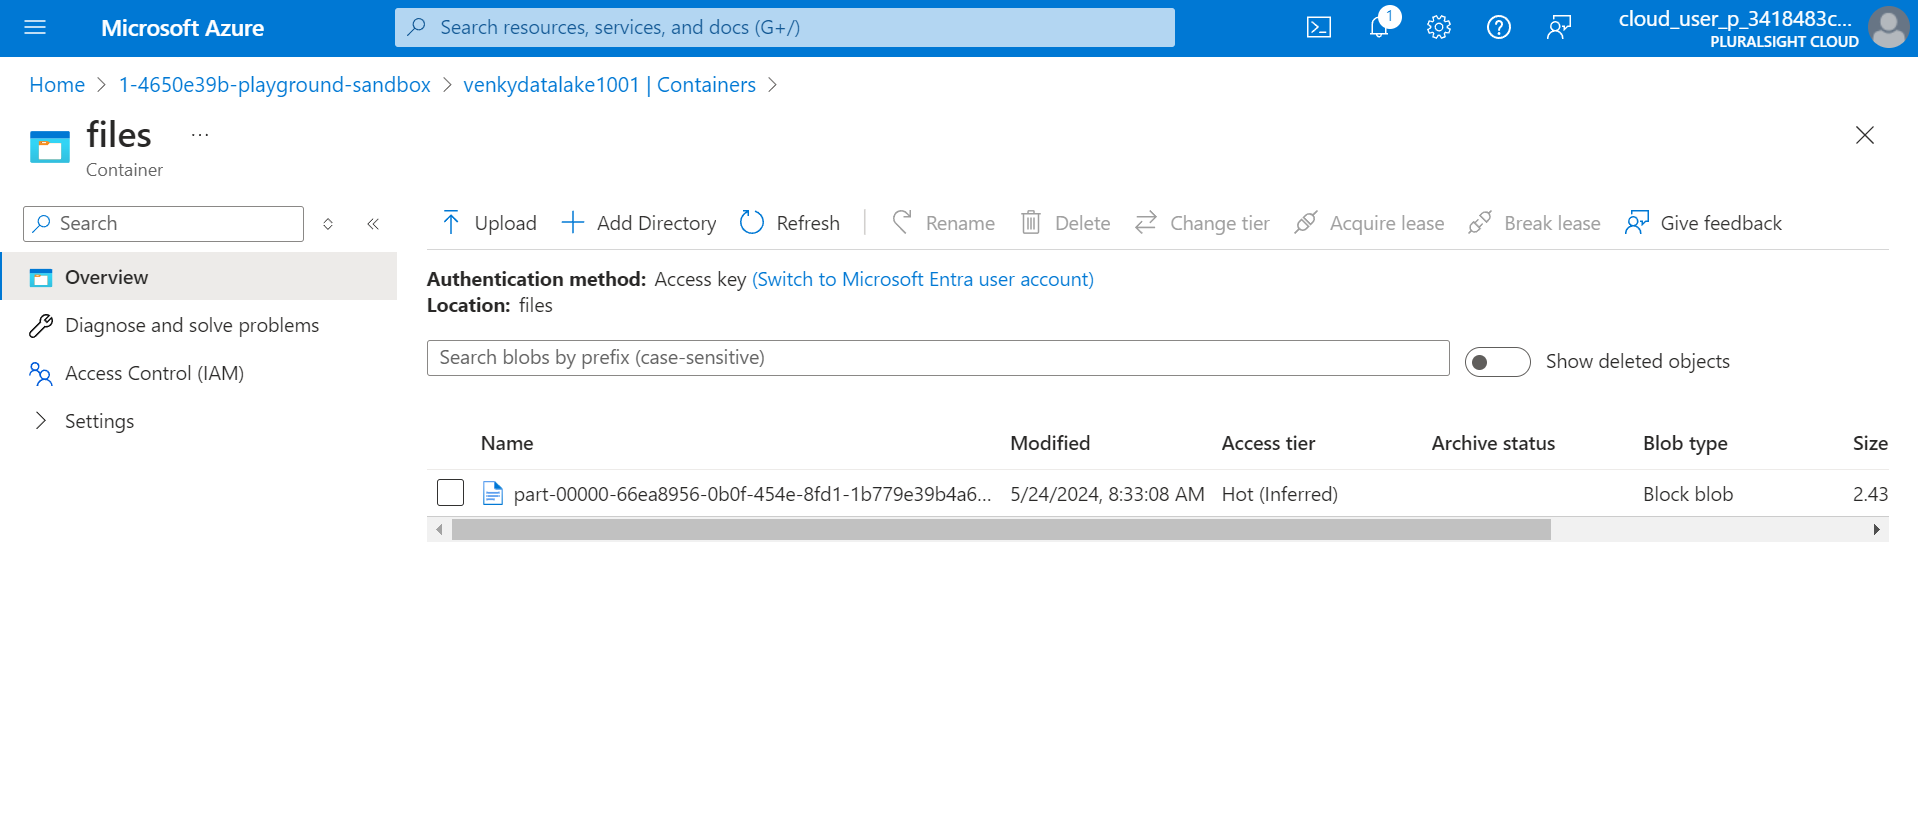 Microsoft Azure
Search resources, services, and docs (G+/)
1
cloud_user_p_3418483c...
PLURALSIGHT CLOUD
Home > 1-4650e39b-playground-sandbox > venkydatalake1001 | Containers >
files ...
Container
Search
Overview
Diagnose and solve problems
Access Control (IAM)
Settings
Upload Add Directory Refresh Rename Delete Change tier Acquire lease Break lease Give feedback
Authentication method: Access key (Switch to Microsoft Entra user account)
Location: files
Search blobs by prefix (case-sensitive)
Show deleted objects
Name Modified Access tier Archive status Blob type Size
part-00000-66ea8956-0b0f-454e-8fd1-1b779e39b4a6... 5/24/2024, 8:33:08 AM Hot (Inferred) Block blob 2.43